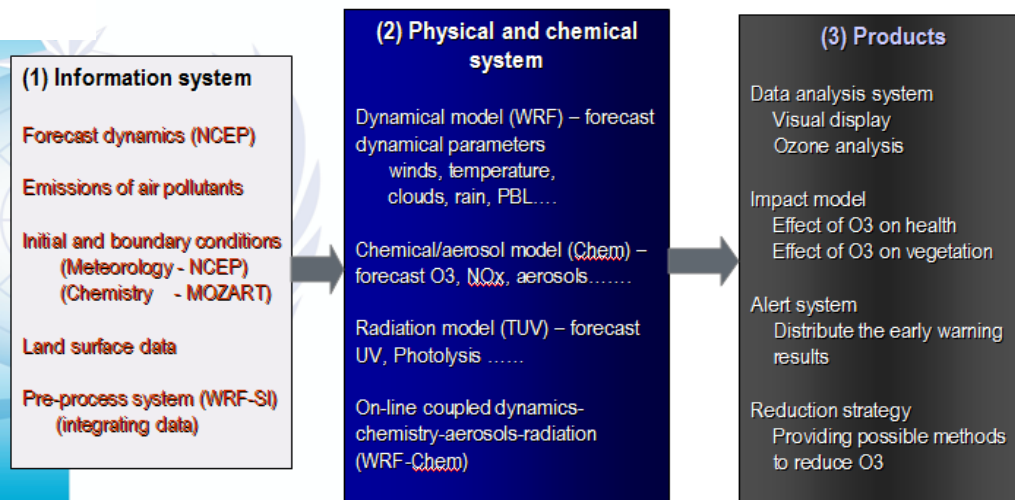 (1) Information system
Forecast dynamics (NCEP)
Emissions of air pollutants
Initial and boundary conditions
(Meteorology - NCEP)
(Chemistry - MOZART)
Land surface data
Pre-process system (WRF-SI)
(integrating data)
(2) Physical and chemical
system
Dynamical model (WRF) – forecast
dynamical parameters
winds, temperature,
clouds, rain, PBL....
Chemical/aerosol model (Chem) –
forecast O3, NOx, aerosols.......
Radiation model (TUV) – forecast
UV, Photolysis ......
On-line coupled dynamics-
chemistry-aerosols-radiation
(WRF-Chem)
(3) Products
Data analysis system
Visual display
Ozone analysis
Impact model
Effect of O3 on health
Effect of O3 on vegetation
Alert system
Distribute the early warning
results
Reduction strategy
Providing possible methods
to reduce O3